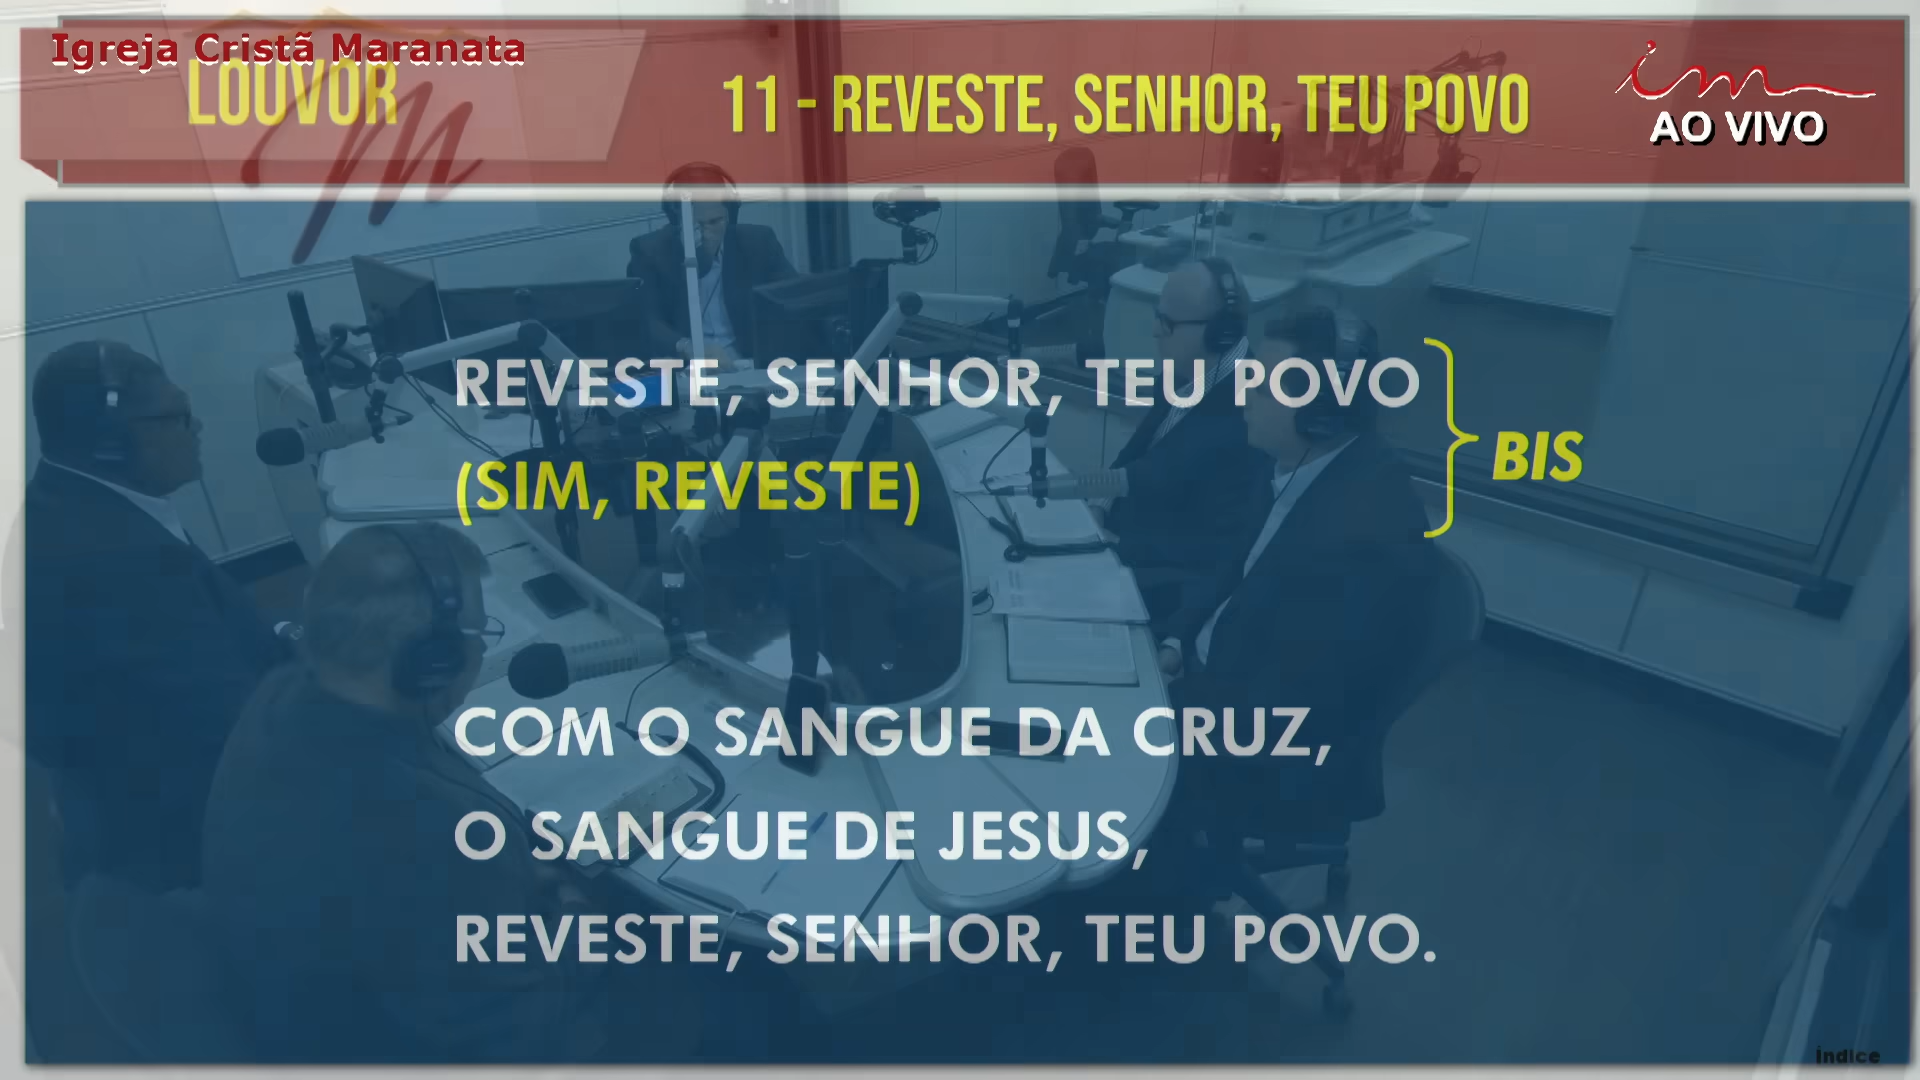 Igreja Cristã Maranata
LOUVOR
11 - REVESTE, SENHOR, TEU POVO
im
AO VIVO
REVESTE, SENHOR, TEU POVO
(SIM, REVESTE)
BIS
COM O SANGUE DA CRUZ,
O SANGUE DE JESUS,
REVESTE, SENHOR, TEU POVO.
Índice